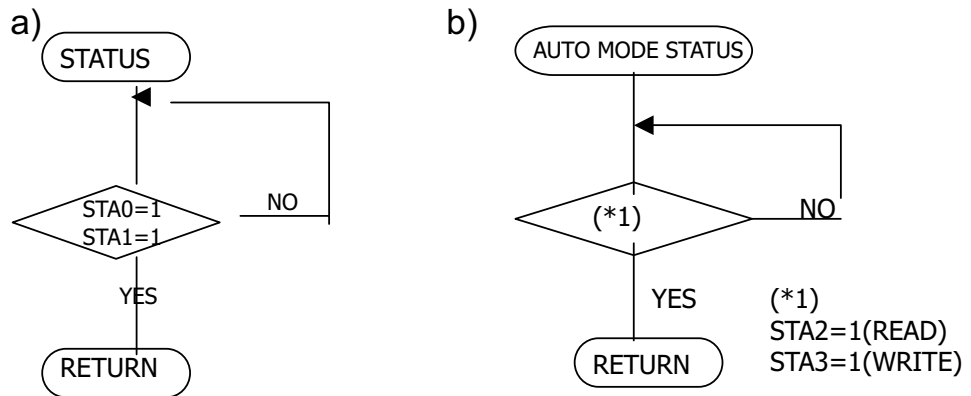 a)
STATUS
STA0=1
STA1=1
NO
YES
RETURN
b)
AUTO MODE STATUS
(*1)
NO
YES
RETURN
(*1)
STA2=1(READ)
STA3=1(WRITE)